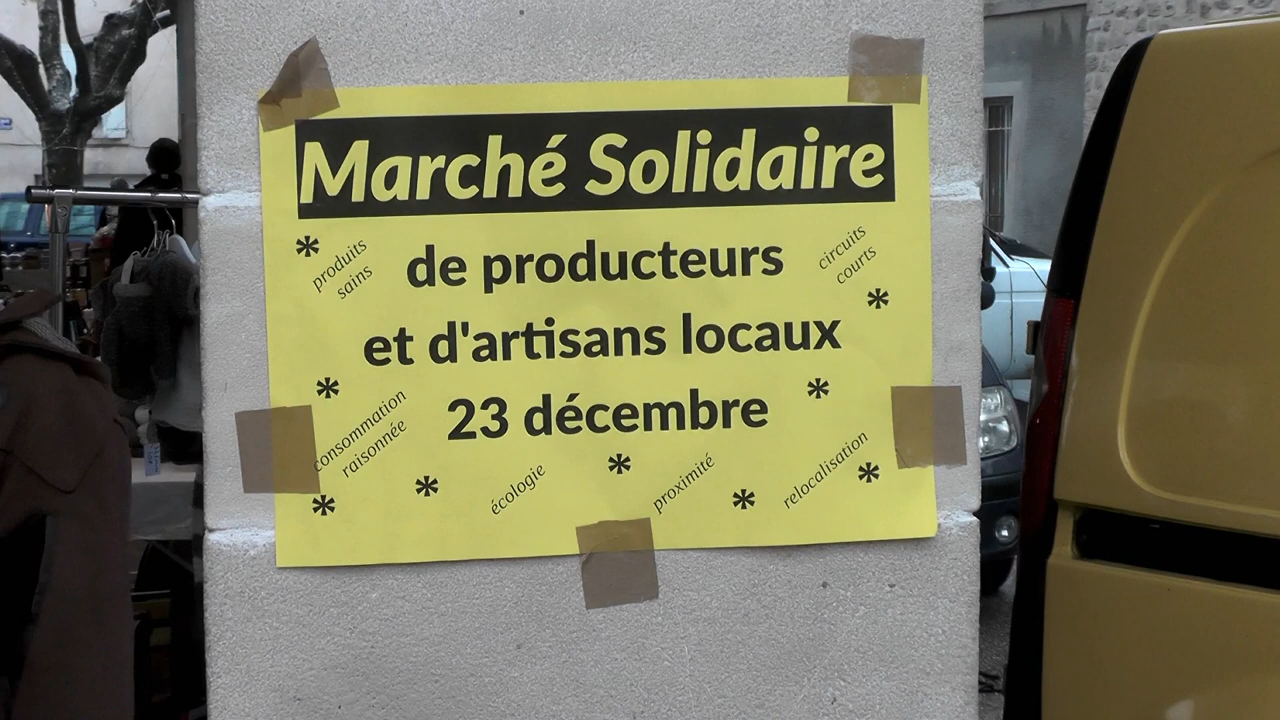 Marché Solidaire
* produits
sains
de producteurs
circuits
courts *
et d'artisans locaux
* consommation
raisonnée
23 décembre *
* * écologie * proximité * relocalisation *